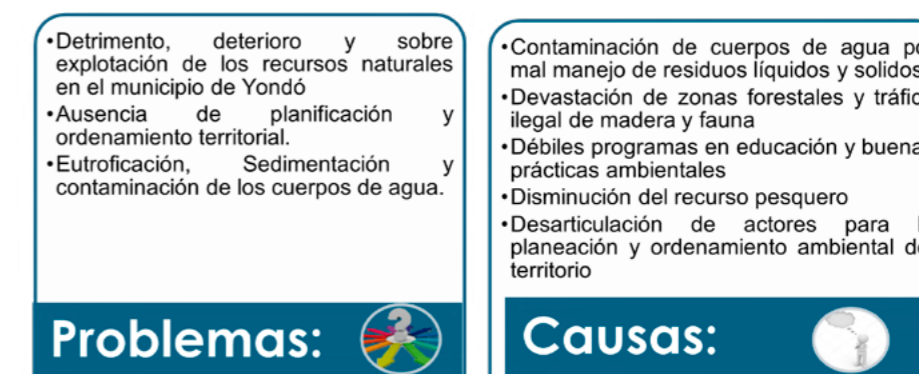 •Detrimento, deterioro y sobre
explotación de los recursos naturales
en el municipio de Yondó
•Ausencia de planificación y
ordenamiento territorial.
•Eutroficación, Sedimentación y
contaminación de los cuerpos de agua.
Problemas:
•Contaminación de cuerpos de agua
mal manejo de residuos líquidos y solidos
•Devastación de zonas forestales y
ilegal de madera y fauna
•Débiles programas en educación y
prácticas ambientales
•Disminución del recurso pesquero
•Desarticulación de actores para
planeación y ordenamiento ambiental
territorio
Causas: